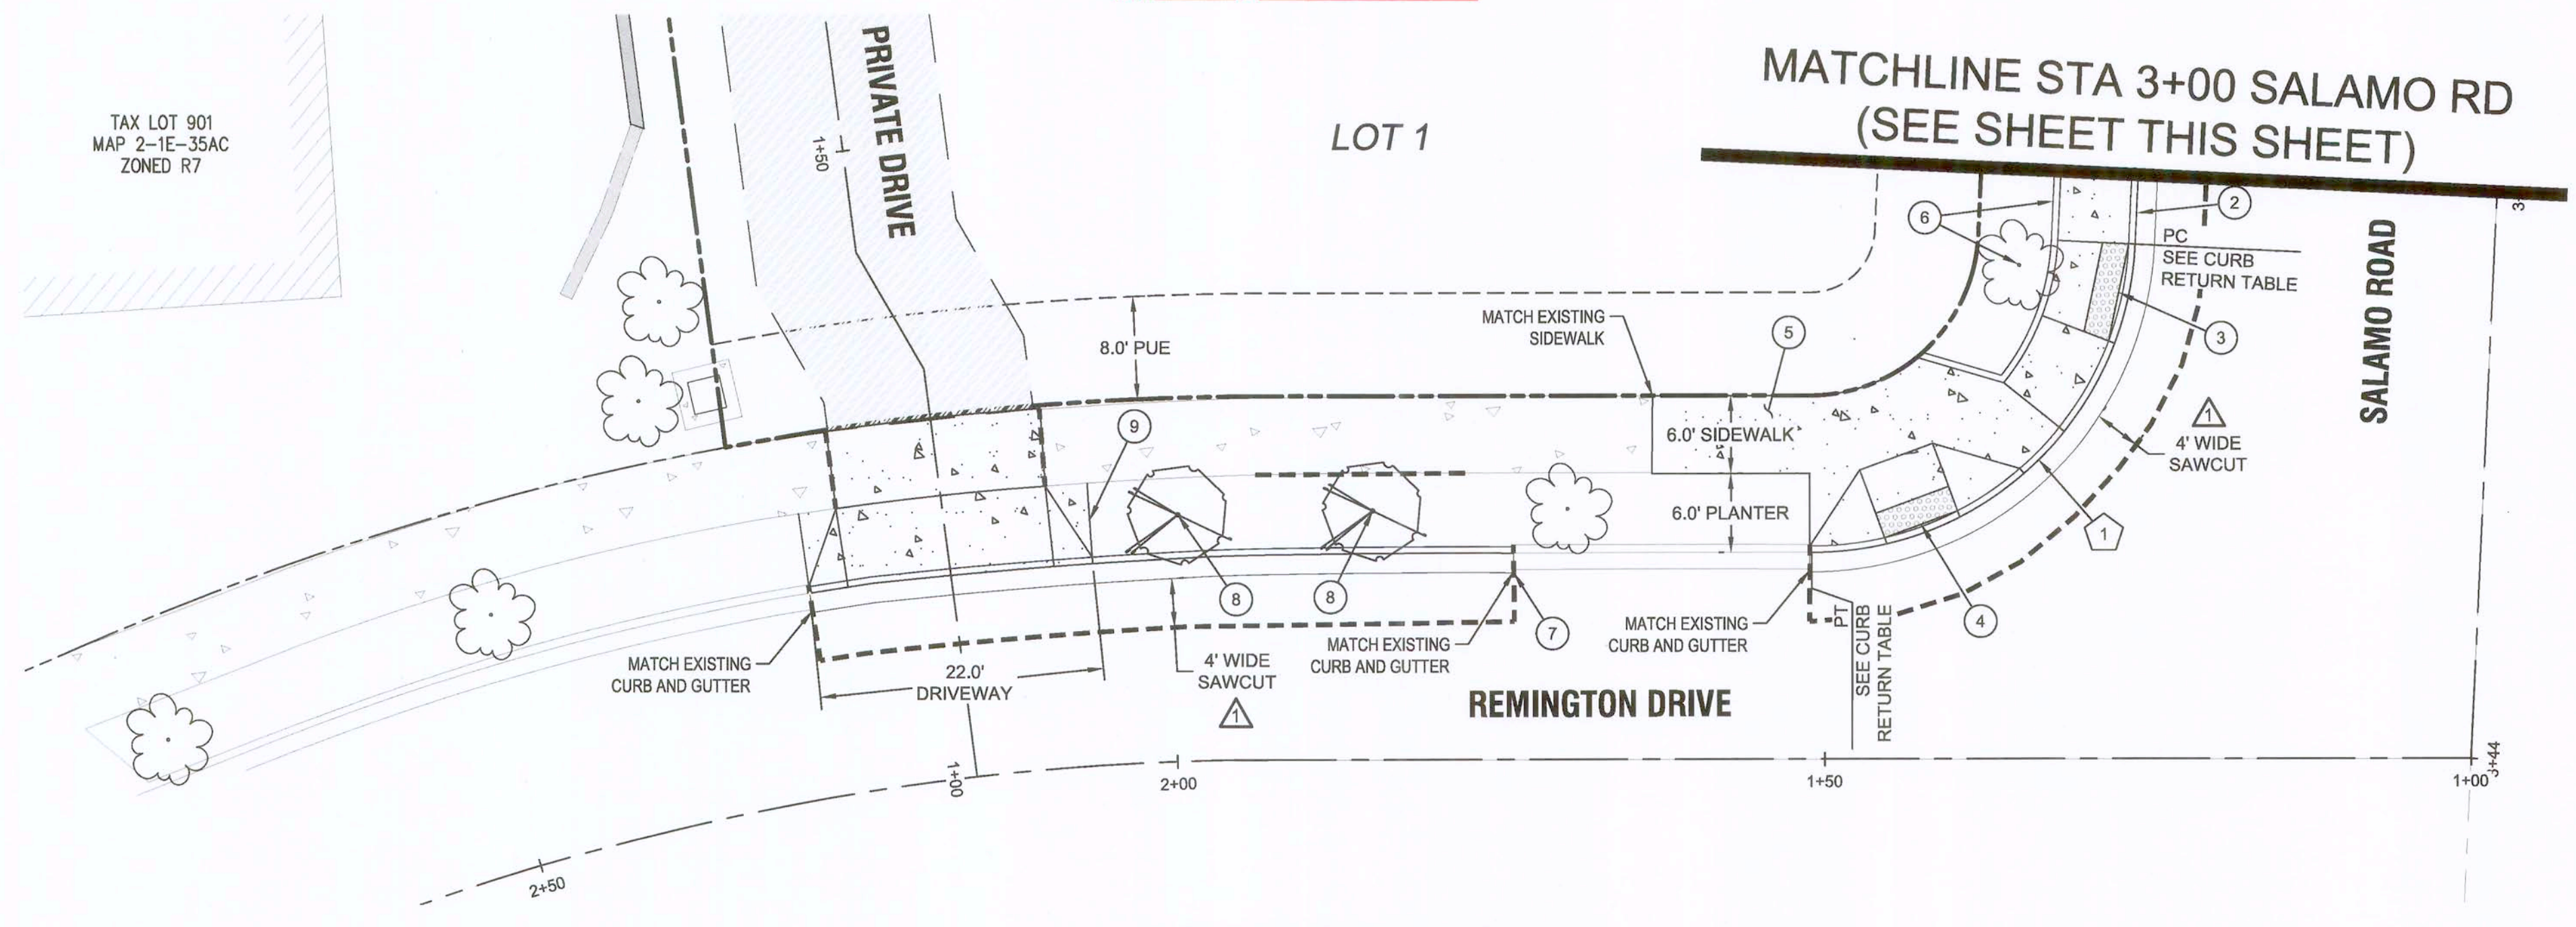 MATCHLINE STA 3+00 SALAMO RD
(SEE SHEET THIS SHEET)
TAX LOT 901
MAP 2-1E-35AC
ZONED R7
PRIVATE DRIVE
1+50
LOT 1
6
2
PC
SEE CURB
RETURN TABLE
SALAMO ROAD
3
MATCH EXISTING
SIDEWALK
5
8.0' PUE
9
6.0' SIDEWALK
1
4' WIDE
SAWCUT
6.0' PLANTER
1
8
8
7
4
MATCH EXISTING
CURB AND GUTTER
MATCH EXISTING
CURB AND GUTTER
MATCH EXISTING
CURB AND GUTTER
PT
SEE CURB
RETURN TABLE
22.0'
DRIVEWAY
4' WIDE
SAWCUT
1
REMINGTON DRIVE
1+00
2+00
1+50
1+00
3+44
2+50